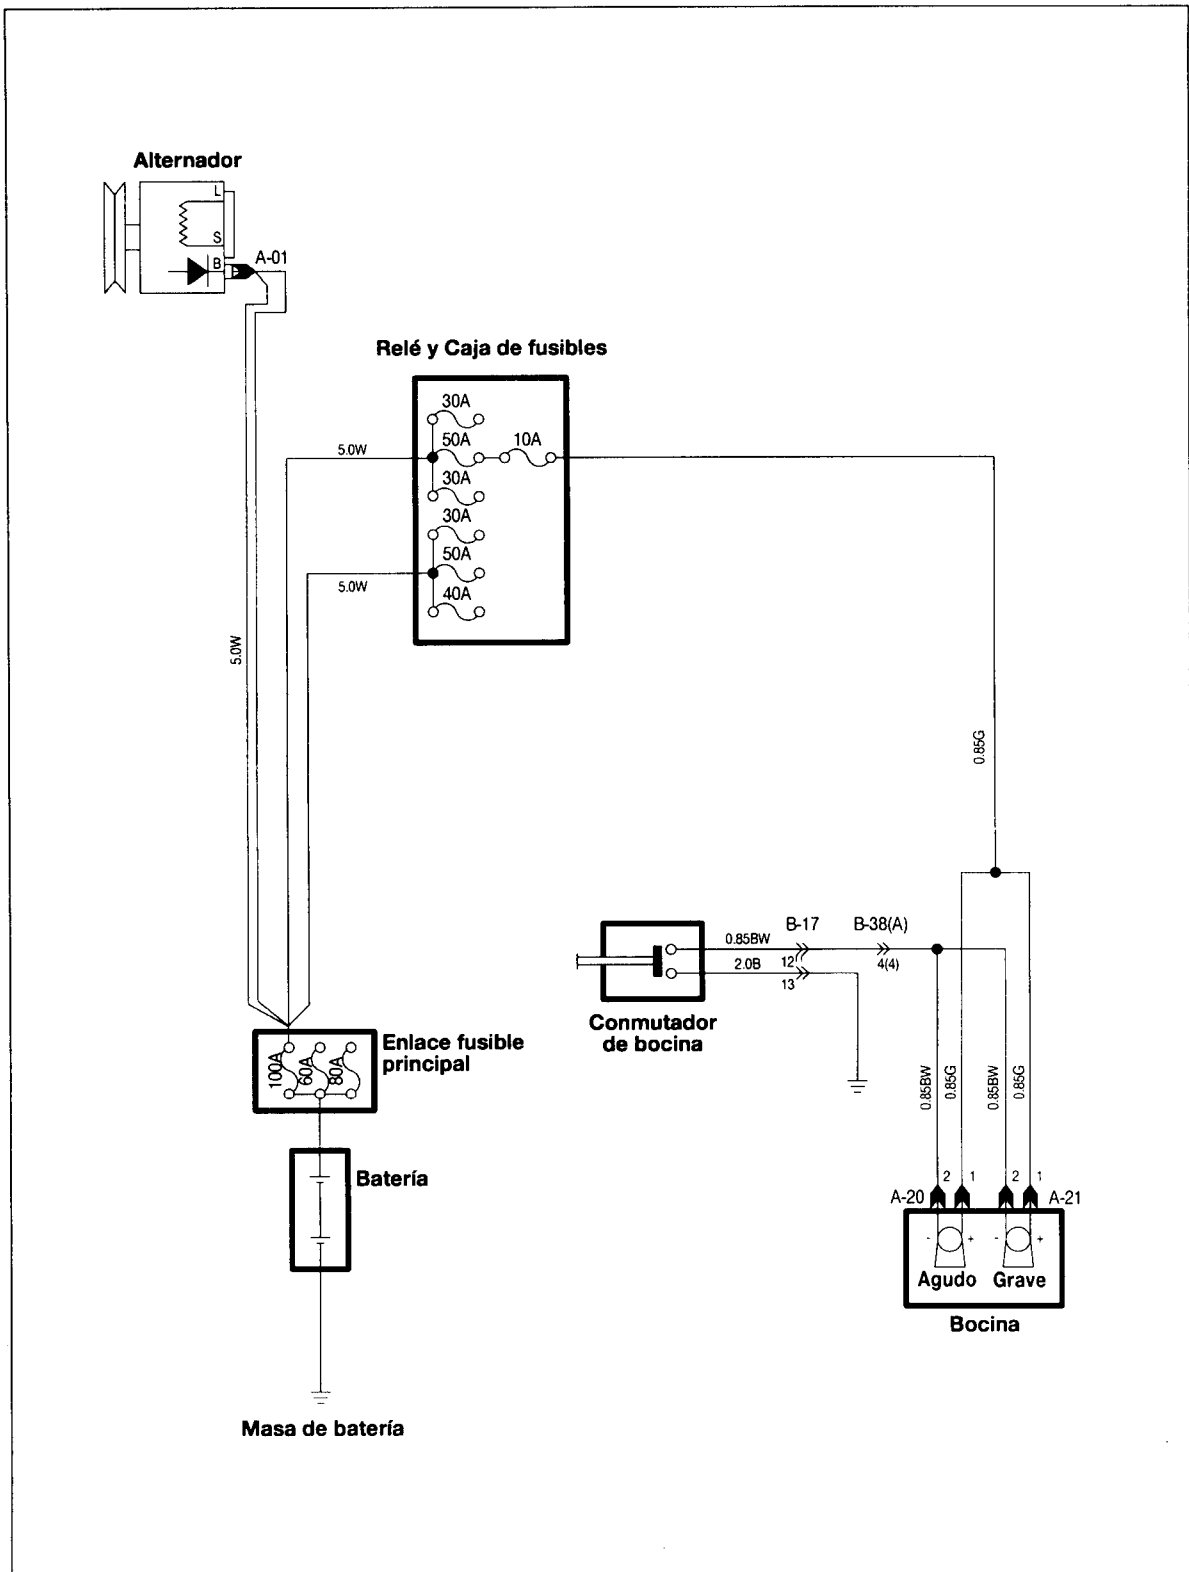 Alternador
L
S
B
A-01
Relé y Caja de fusibles
30A
50A
10A
30A
30A
50A
40A
5.0W
5.0W
5.0W
0.85G
B-17
B-38(A)
0.85BW
12
4(4)
2.0B
13
Conmutador
de bocina
Enlace fusible
principal
100A
60A
80A
Batería
Masa de batería
0.85BW
0.85G
0.85BW
0.85G
2
1
2
1
A-20
A-21
-
+
-
+
Agudo
Grave
Bocina